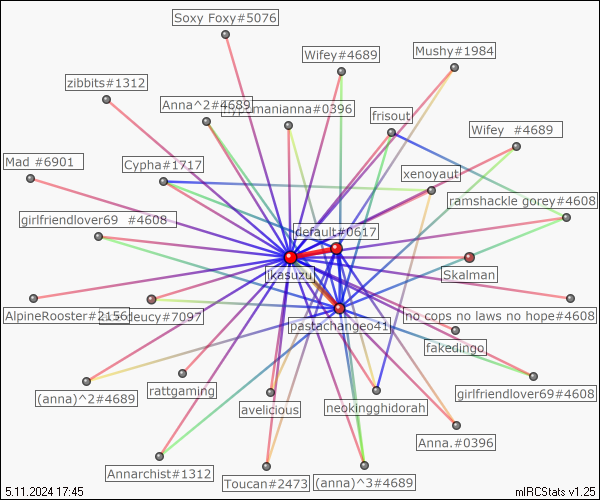 Soxy Foxy#5076
Wifey#4689
Mushy#1984
zibbits#1312
Anna^2#4689
manianna#0396
frisout
Wifey #4689
Mad #6901
Cypha#1717
xenoyaut
ramshackle gorey#4608
girlfriendlover69 #4608
default#0617
ikasuzu
Skalman
AlpineRooster#2156
deucy#7097
pastachangeo41
no cops no laws no hope#4608
fakedingo
(anna)^2#4689
rattgaming
avelicious
neokingghidorah
girlfriendlover69#4608
Anna.#0396
Annarchist#1312
Toucan#2473
(anna)^3#4689
5.11.2024 17:45
mIRCStats v1.25